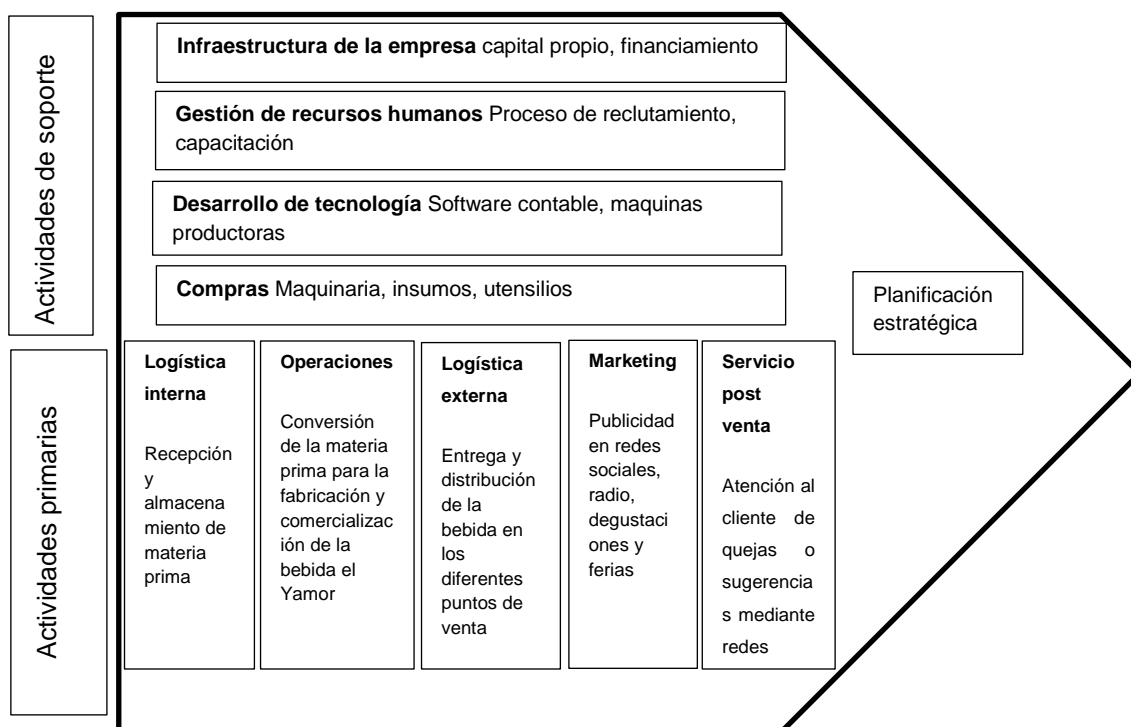 Actividades de soporte
Infraestructura de la empresa capital propio, financiamiento
Gestión de recursos humanos Proceso de reclutamiento,
capacitación
Desarrollo de tecnología Software contable, maquinas
productoras
Compras Maquinaria, insumos, utensilios
Planificación
estratégica
Actividades primarias
Logística
interna
Recepción
y
almacena
miento de
materia
prima
Operaciones
Conversión
de la materia
prima para la
fabricación y
comercializac
ión de la
bebida el
Yamor
Logística
externa
Entrega y
distribución
de la
bebida en
los
diferentes
puntos de
venta
Marketing
Publicidad
en redes
sociales,
radio,
degustaci
ones y
ferias
Servicio
post
venta
Atención al
cliente de
quejas o
sugerencia
s mediante
redes